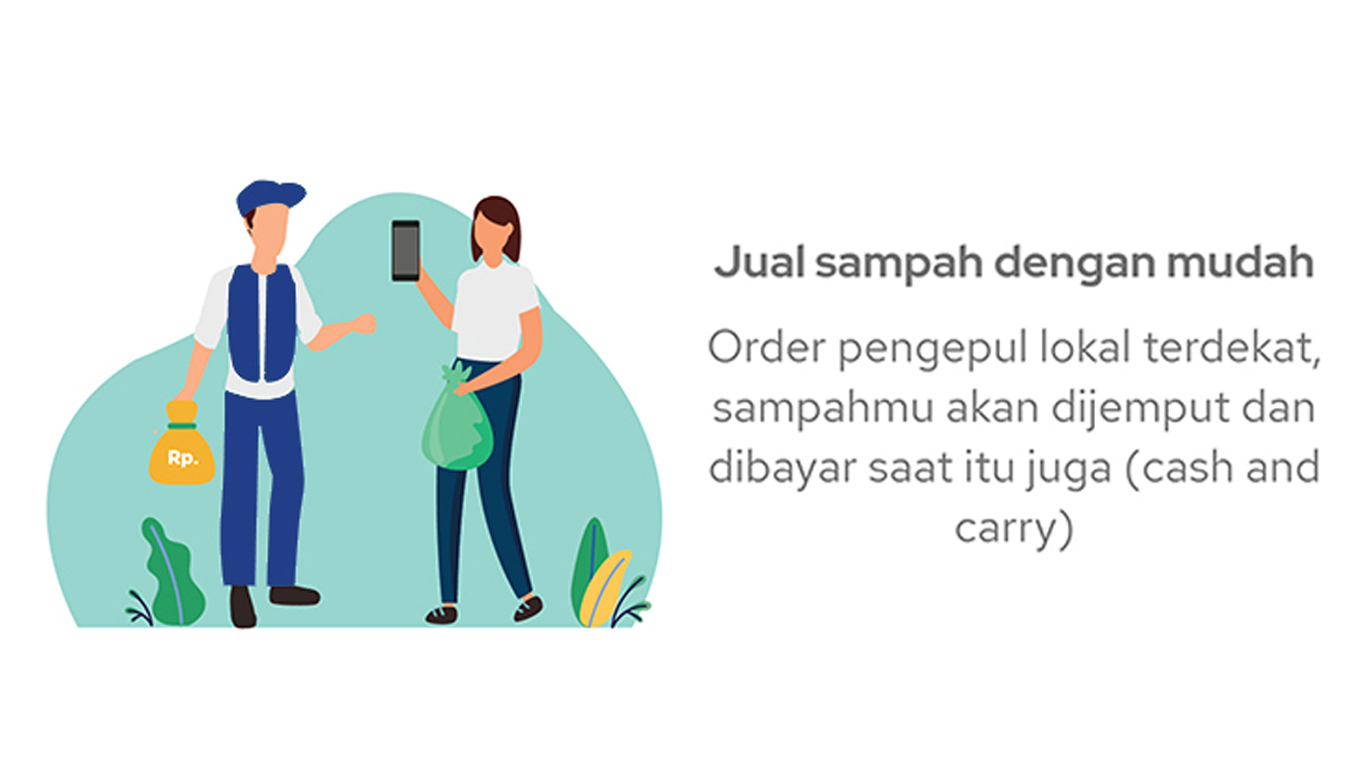 Rp.
Jual sampah dengan mudah
Order pengepul lokal terdekat,
sampahmu akan dijemput dan
dibayar saat itu juga (cash and
carry)